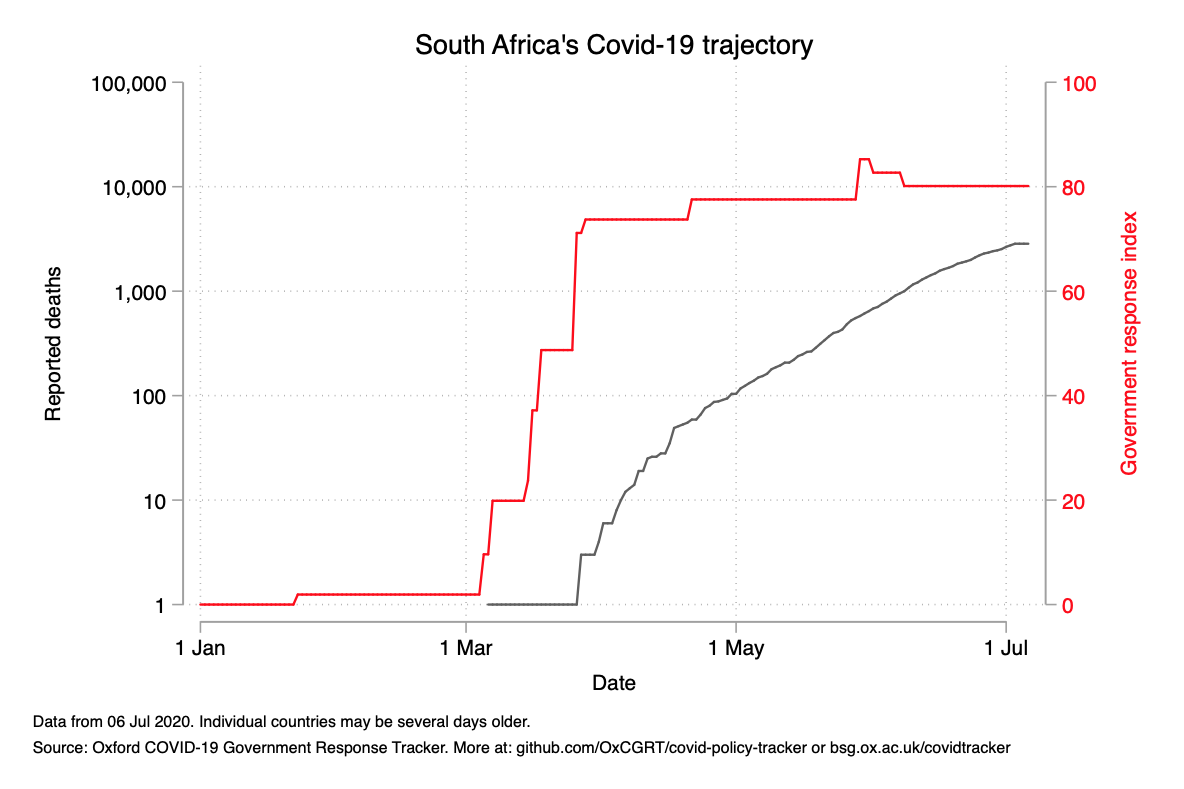 South Africa's Covid-19 trajectory
100,000
10,000
1,000
100
10
1
Reported deaths
100
80
60
40
20
0
Government response index
1 Jan
1 Mar
1 May
1 Jul
Date
Data from 06 Jul 2020. Individual countries may be several days older.
Source: Oxford COVID-19 Government Response Tracker. More at: github.com/OxCGRT/covid-policy-tracker or bsg.ox.ac.uk/covidtracker